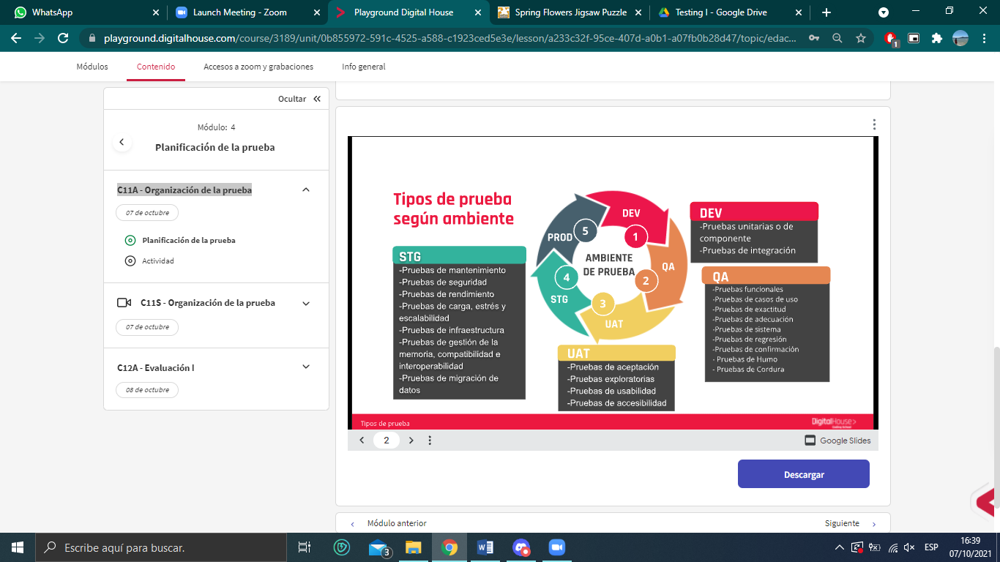 WhatsApp
Launch Meeting - Zoom
Playground Digital House
Spring Flowers Jigsaw Puzzle
Testing I - Google Drive
playground.digitalhouse.com/course/3189/unit/0b855972-591c-4525-a588-c1923ced5e3e/lesson/a233c32f-95ce-407d-a0b1-a07fb0b28d47/topic/edac...
1
Módulos
Contenido
Accesos a zoom y grabaciones
Info general
Ocultar
Módulo: 4
Planificación de la prueba
C11A - Organización de la prueba
07 de octubre
Planificación de la prueba
Actividad
C11S - Organización de la prueba
07 de octubre
C12A - Evaluación I
08 de octubre
Tipos de prueba
según ambiente
AMBIENTE
DE PRUEBA
DEV
1
QA
2
UAT
3
STG
4
PROD
5
DEV
-Pruebas unitarias o de
componente
-Pruebas de integración
QA
-Pruebas funcionales
-Pruebas de casos de uso
-Pruebas de exactitud
-Pruebas de adecuación
-Pruebas de sistema
-Pruebas de regresión
-Pruebas de confirmación
- Pruebas de Humo
- Pruebas de Cordura
UAT
-Pruebas de aceptación
-Pruebas exploratorias
-Pruebas de usabilidad
-Pruebas de accesibilidad
STG
-Pruebas de mantenimiento
-Pruebas de seguridad
-Pruebas de rendimiento
-Pruebas de carga, estrés y
escalabilidad
-Pruebas de infraestructura
-Pruebas de gestión de la
memoria, compatibilidad e
interoperabilidad
-Pruebas de migración de
datos
Tipos de prueba
DigitalHouse>
2
Google Slides
Descargar
Módulo anterior
Siguiente
Escribe aquí para buscar.
3
ESP
16:39
07/10/2021